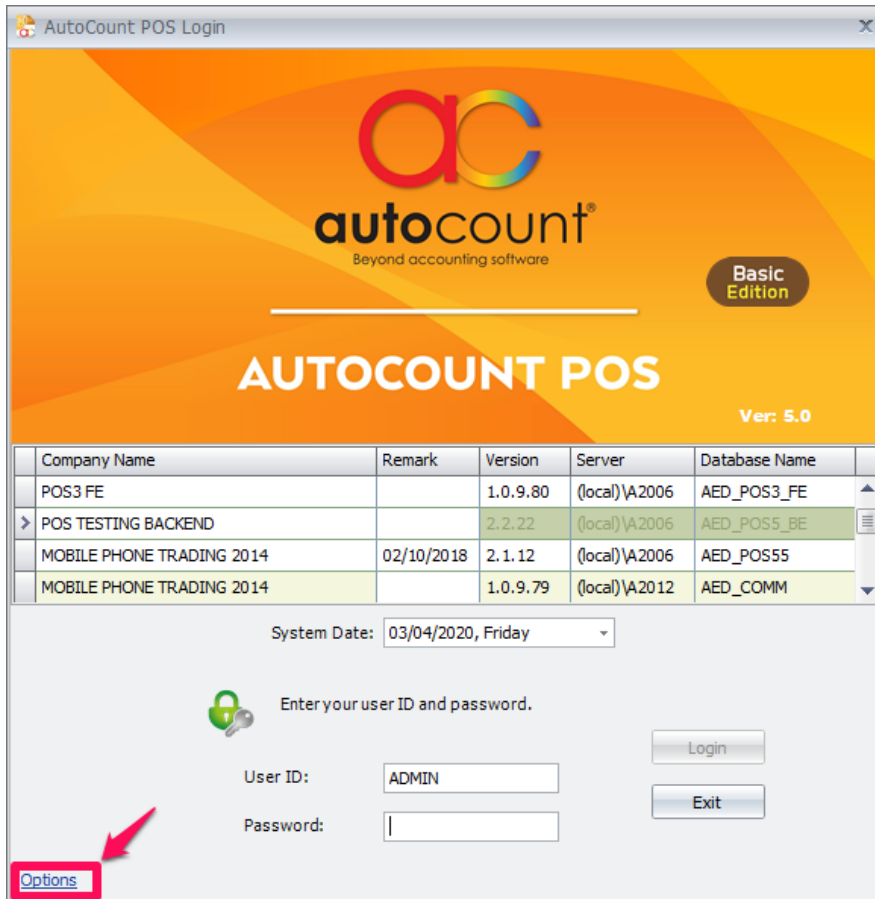 AutoCount POS Login
autocount®
Beyond accounting software
Basic
Edition
AUTOCOUNT POS
Ver: 5.0
Company Name Remark Version Server Database Name
POS3 FE 1.0.9.80 (local)\A2006 AED_POS3_FE
POS TESTING BACKEND 2.2.22 (local)\A2006 AED_POS5_BE
MOBILE PHONE TRADING 2014 02/10/2018 2.1.12 (local)\A2006 AED_POS55
MOBILE PHONE TRADING 2014 1.0.9.79 (local)\A2012 AED_COMM
System Date: 03/04/2020, Friday
Enter your user ID and password.
Login
User ID: ADMIN
Exit
Password:
Options